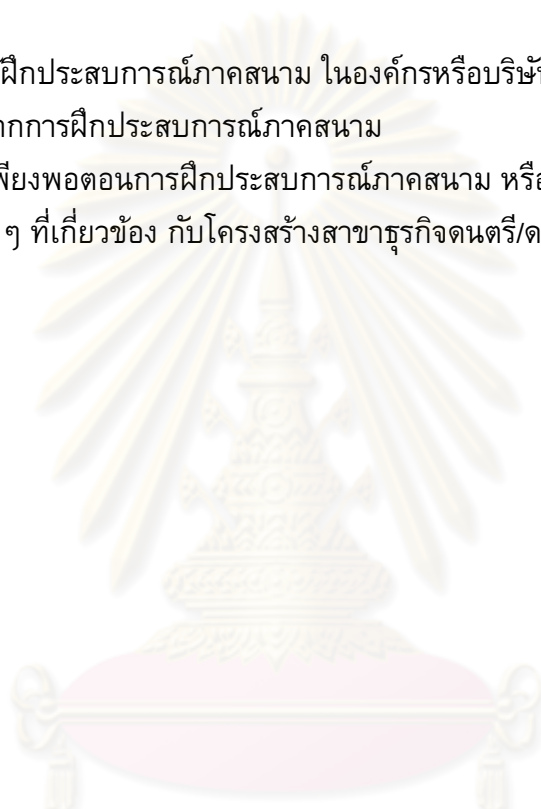 ฝึกประสบการณ์ภาคสนาม ในองค์กรหรือบริษั
ากการฝึกประสบการณ์ภาคสนาม
พียงพอตอนการฝึกประสบการณ์ภาคสนาม หรือ
ๆ ที่เกี่ยวข้อง กับโครงสร้างสาขาธุรกิจดนตรี/ด